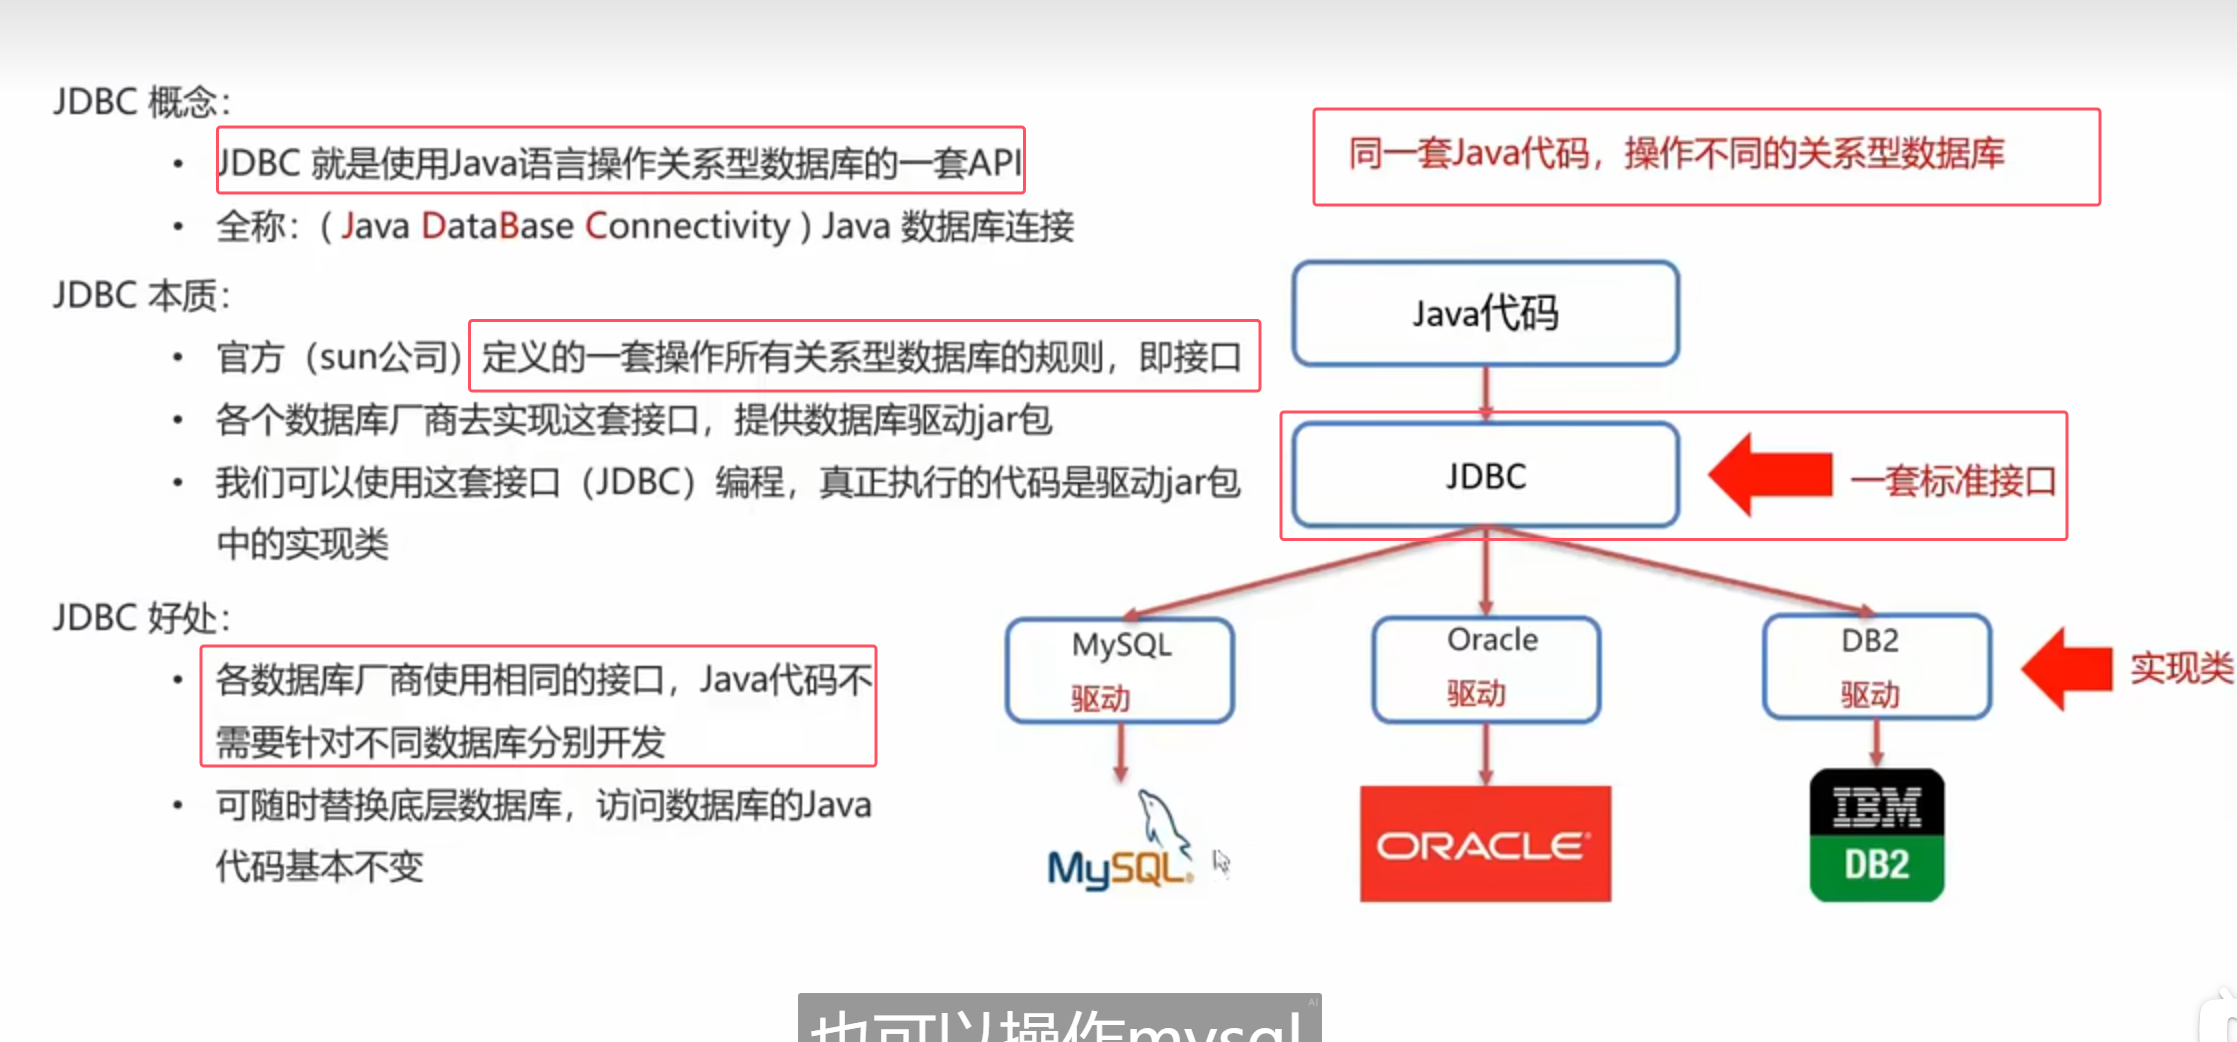 JDBC 概念：
• JDBC 就是使用Java语言操作关系型数据库的一套API
• 全称：( Java DataBase Connectivity ) Java 数据库连接
JDBC 本质：
• 官方（sun公司）定义的一套操作所有关系型数据库的规则，即接口
• 各个数据库厂商去实现这套接口，提供数据库驱动jar包
• 我们可以使用这套接口（JDBC）编程，真正执行的代码是驱动jar包
中的实现类
JDBC 好处：
• 各数据库厂商使用相同的接口，Java代码不
需要针对不同数据库分别开发
• 可随时替换底层数据库，访问数据库的Java
代码基本不变
同一套Java代码，操作不同的关系型数据库
Java代码
JDBC
一套标准接口
MySQL
驱动
Oracle
驱动
DB2
驱动
实现类
MySQL®
ORACLE®
IBM
DB2
AI
也可以操作mysql